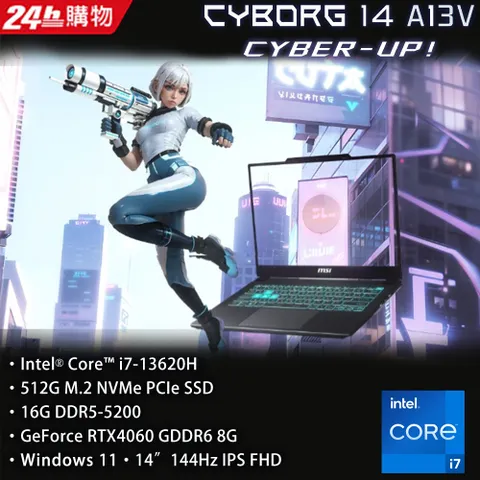 24h購物
CYBORG 14 A13V
CYBER-UP!
msi
・Intel® Core™ i7-13620H
・512G M.2 NVMe PCIe SSD
・16G DDR5-5200
・GeForce RTX4060 GDDR6 8G
・Windows 11・14" 144Hz IPS FHD
intel.
CORE
i7